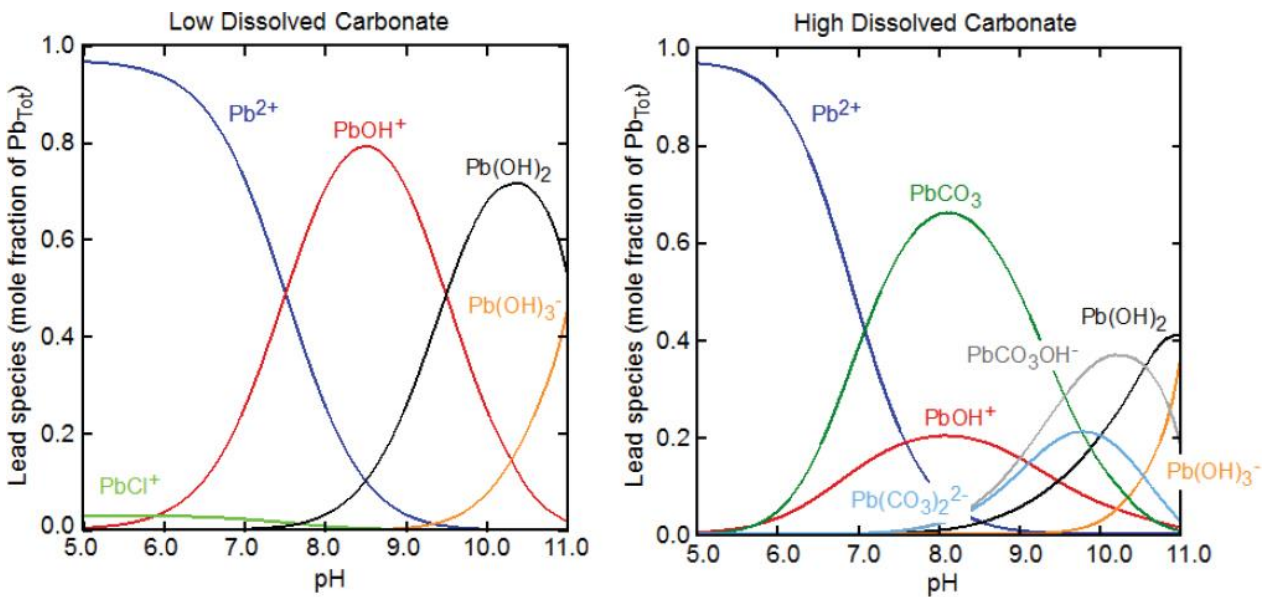 Low Dissolved Carbonate
Lead species (mole fraction of Pb_Tot)
1.0
0.8
0.6
0.4
0.2
0.0
Pb²⁺
PbOH⁺
Pb(OH)₂
Pb(OH)₃⁻
PbCl⁺
5.0 6.0 7.0 8.0 9.0 10.0 11.0
pH
High Dissolved Carbonate
Lead species (mole fraction of Pb_Tot)
1.0
0.8
0.6
0.4
0.2
0.0
Pb²⁺
PbCO₃
Pb(OH)₂
PbCO₃OH⁻
PbOH⁺
Pb(OH)₃⁻
Pb(CO₃)₂²⁻
5.0 6.0 7.0 8.0 9.0 10.0 11.0
pH